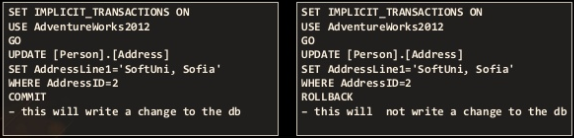 SET IMPLICIT_TRANSACTIONS ON
USE AdventureWorks2012
GO
UPDATE [Person].[Address]
SET AddressLine1='SoftUni, Sofia'
WHERE AddressID=2
COMMIT
– this will write a change to the db
SET IMPLICIT_TRANSACTIONS ON
USE AdventureWorks2012
GO
UPDATE [Person].[Address]
SET AddressLine1='SoftUni, Sofia'
WHERE AddressID=2
ROLLBACK
– this will  not write a change to the db